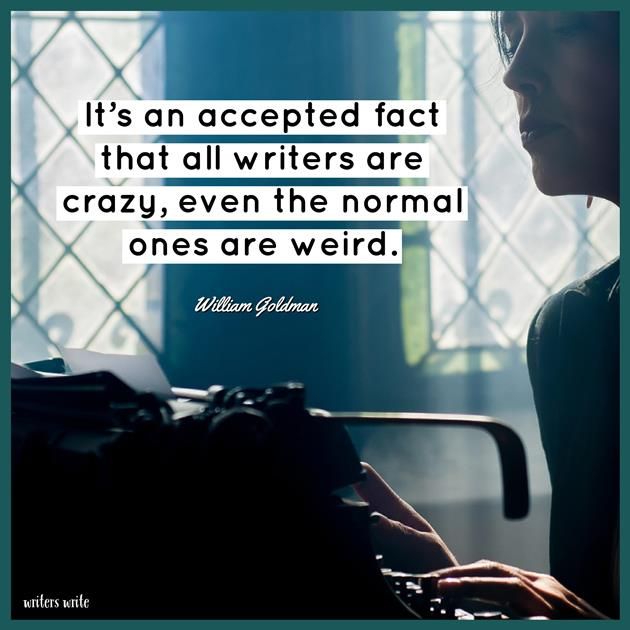 It's an accepted fact
that all writers are
crazy, even the normal
ones are weird.
William Goldman
writers write